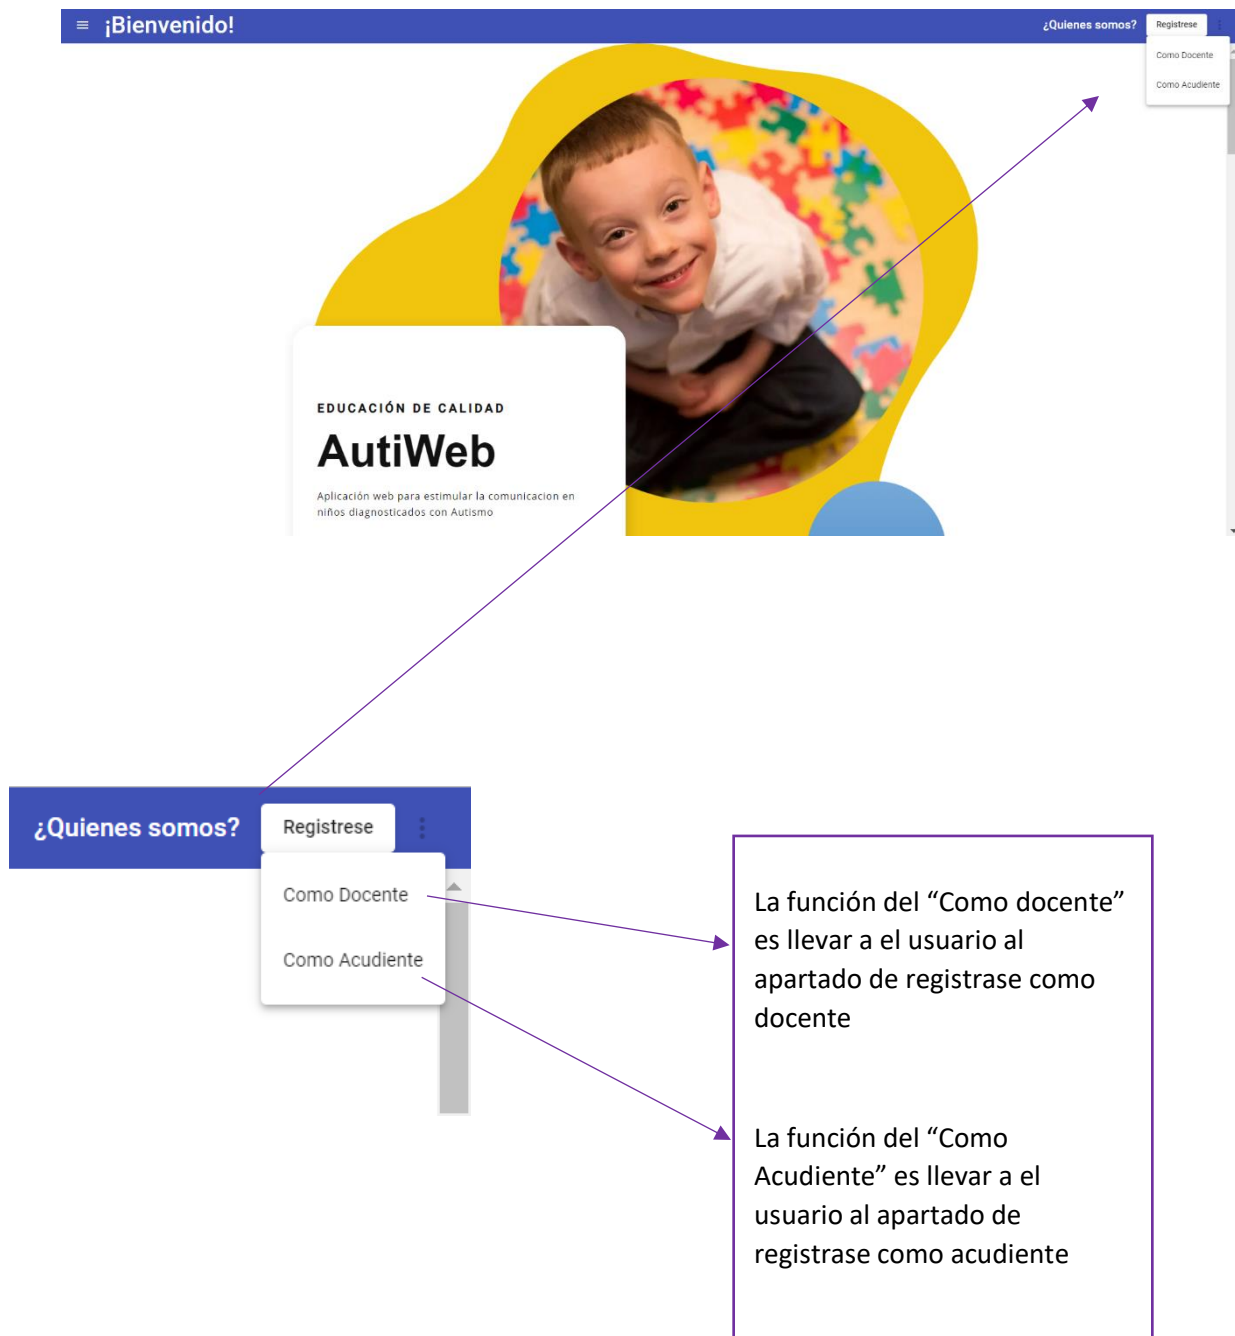 ¡Bienvenido!
¿Quienes somos?
Registrese
Como Docente
Como Acudiente
EDUCACIÓN DE CALIDAD
AutiWeb
Aplicación web para estimular la comunicacion en
niños diagnosticados con Autismo
¿Quienes somos?
Registrese
Como Docente
Como Acudiente
La función del “Como docente”
es llevar a el usuario al
apartado de registrase como
docente
La función del “Como
Acudiente” es llevar a el
usuario al apartado de
registrase como acudiente